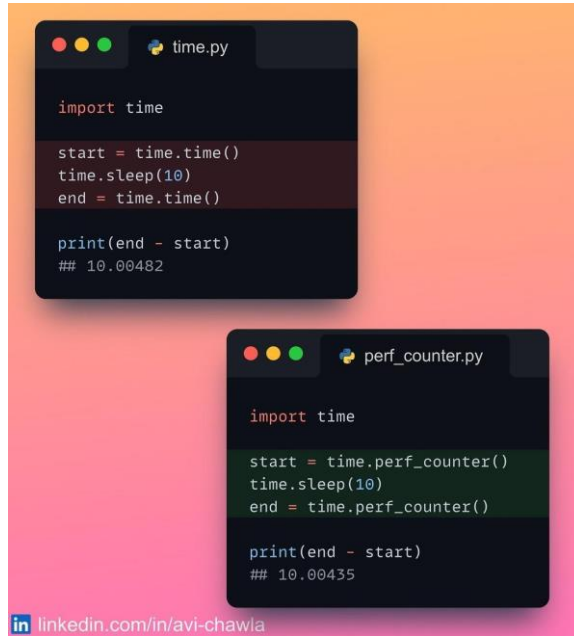 time.py
import time
start = time.time()
time.sleep(10)
end = time.time()
print(end - start)
## 10.00482
perf_counter.py
import time
start = time.perf_counter()
time.sleep(10)
end = time.perf_counter()
print(end - start)
## 10.00435
in linkedin.com/in/avi-chawla